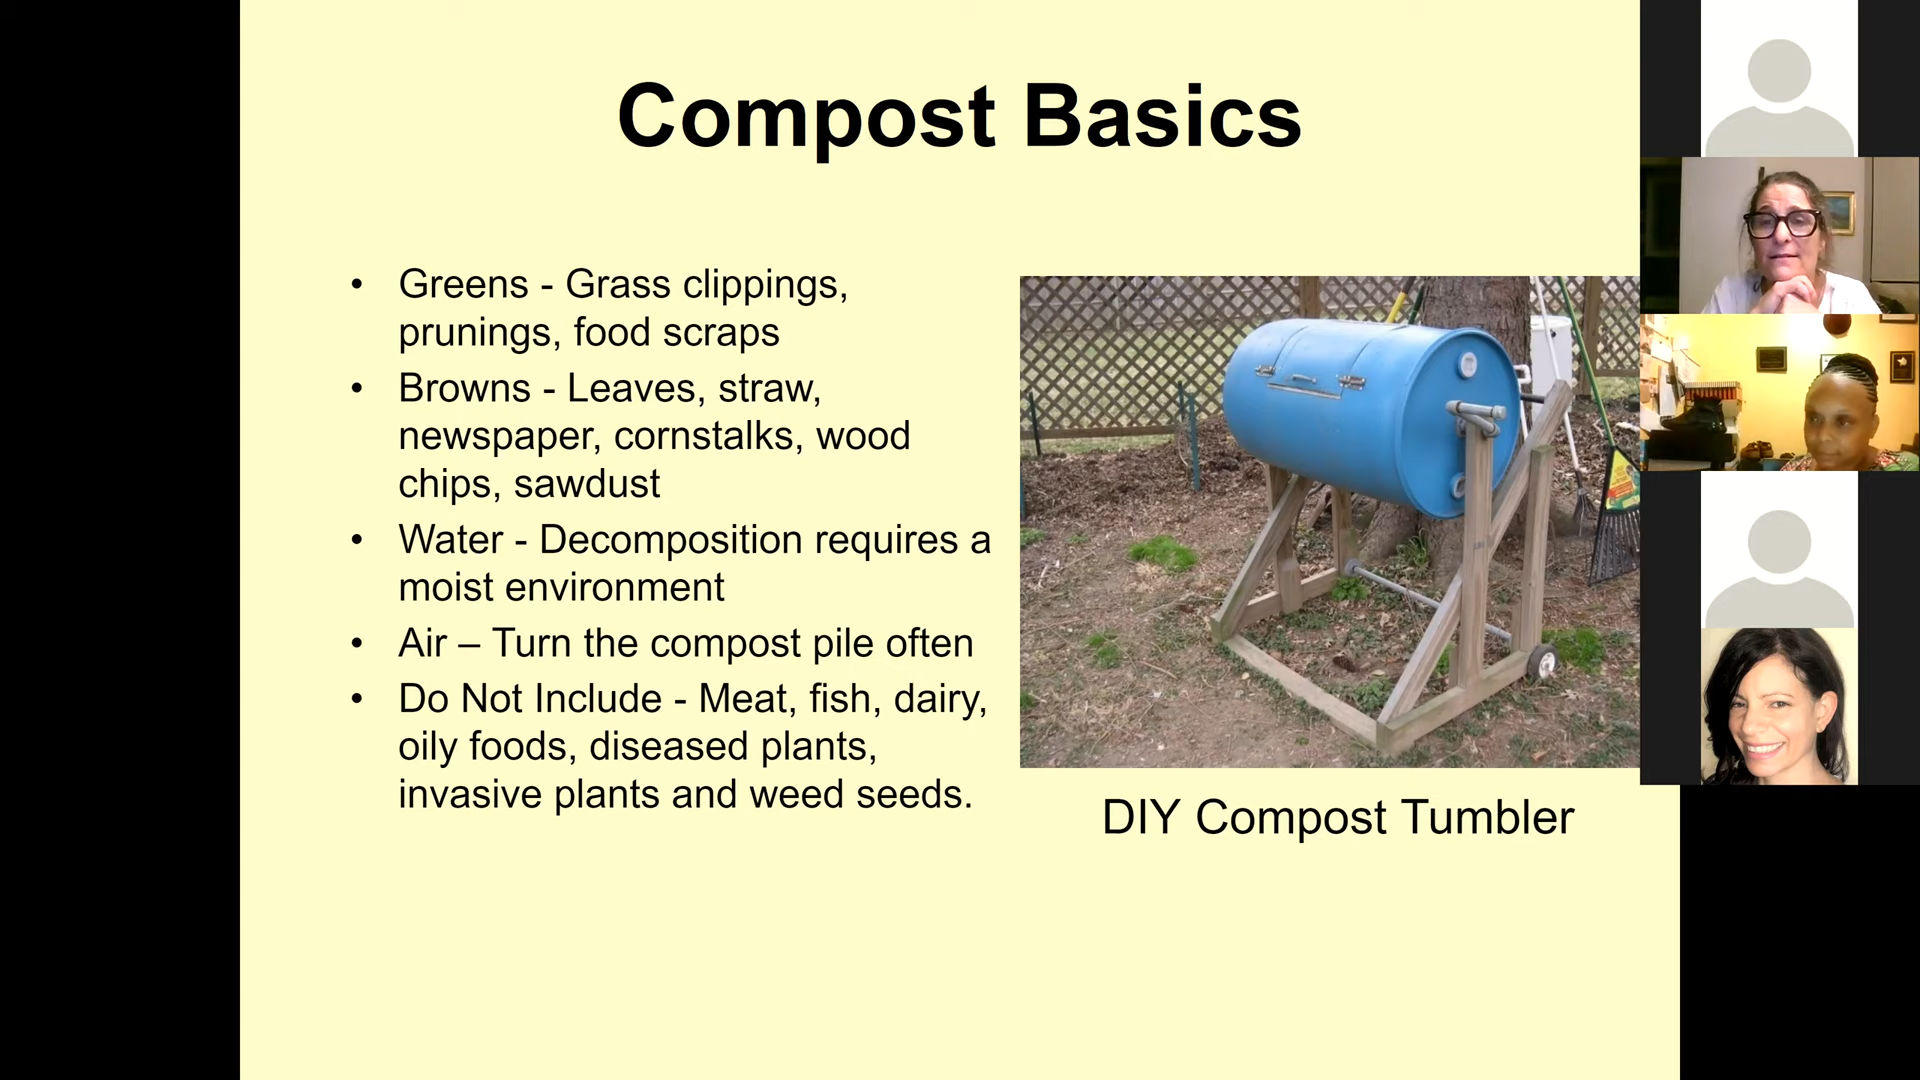 Compost Basics
• Greens - Grass clippings,
prunings, food scraps
• Browns - Leaves, straw,
newspaper, cornstalks, wood
chips, sawdust
• Water - Decomposition requires a
moist environment
• Air – Turn the compost pile often
• Do Not Include - Meat, fish, dairy,
oily foods, diseased plants,
invasive plants and weed seeds.
DIY Compost Tumbler